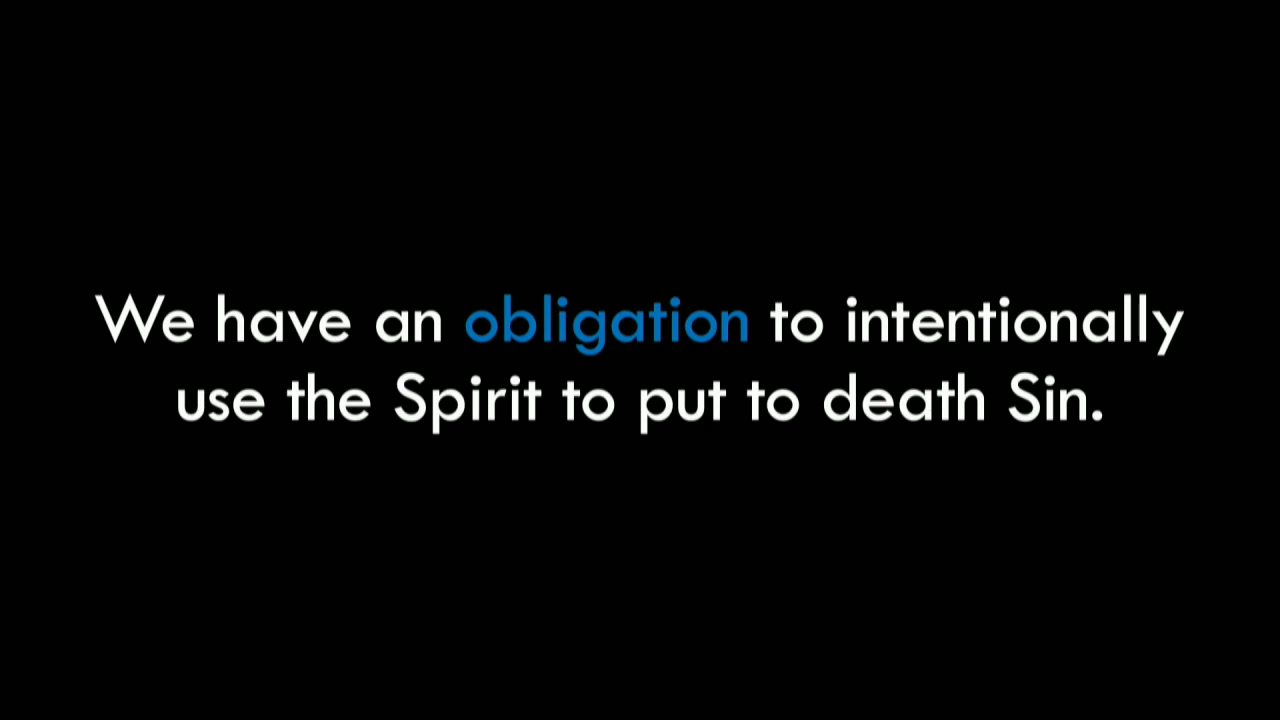 We have an obligation to intentionally
use the Spirit to put to death Sin.